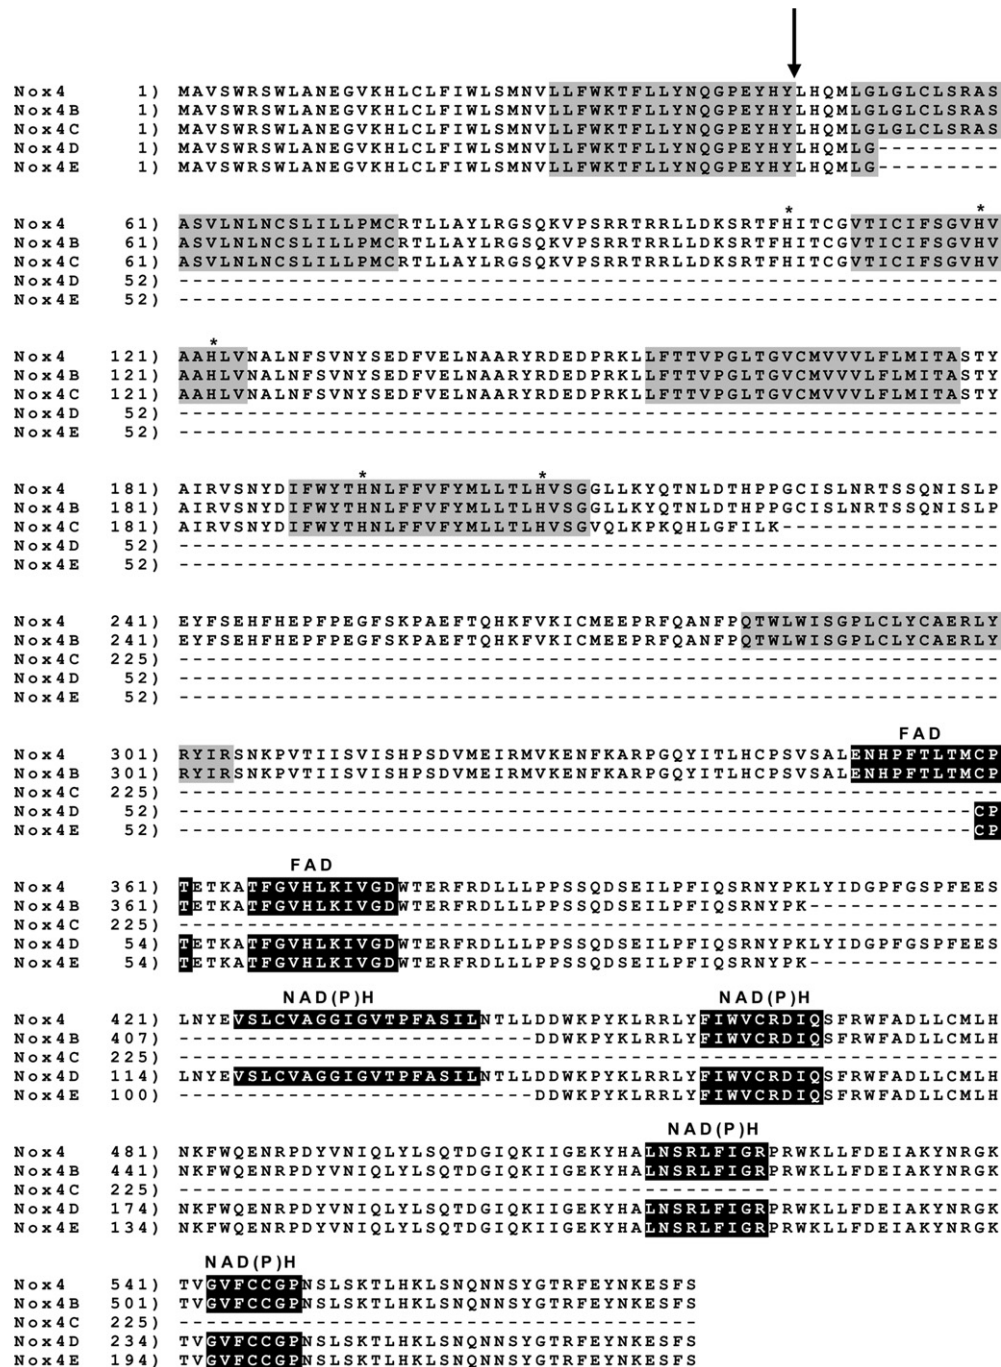 Nox4 1) MAVSWRSWLANEGVKHLCLFIWLSMNVLLFWKTFLLYNQGPEYHYLHQMLGLGLCLSRAS
Nox4B 1) MAVSWRSWLANEGVKHLCLFIWLSMNVLLFWKTFLLYNQGPEYHYLHQMLGLGLCLSRAS
Nox4C 1) MAVSWRSWLANEGVKHLCLFIWLSMNVLLFWKTFLLYNQGPEYHYLHQMLGLGLCLSRAS
Nox4D 1) MAVSWRSWLANEGVKHLCLFIWLSMNVLLFWKTFLLYNQGPEYHYLHQMLG---------
Nox4E 1) MAVSWRSWLANEGVKHLCLFIWLSMNVLLFWKTFLLYNQGPEYHYLHQMLG---------
* *
Nox4 61) ASVLNLNCSLILLPMCRTLLAYLRGSQKVPSRRTRRLLDKSRTFHITCGVTICIFSGVHV
Nox4B 61) ASVLNLNCSLILLPMCRTLLAYLRGSQKVPSRRTRRLLDKSRTFHITCGVTICIFSGVHV
Nox4C 61) ASVLNLNCSLILLPMCRTLLAYLRGSQKVPSRRTRRLLDKSRTFHITCGVTICIFSGVHV
Nox4D 52) ------------------------------------------------------------
Nox4E 52) ------------------------------------------------------------
*
Nox4 121) AAHLVNALNFSVNYSEDFVELNAARYRDEDPRKLLFTTVPGLTGVCMVVVLFLMITASTY
Nox4B 121) AAHLVNALNFSVNYSEDFVELNAARYRDEDPRKLLFTTVPGLTGVCMVVVLFLMITASTY
Nox4C 121) AAHLVNALNFSVNYSEDFVELNAARYRDEDPRKLLFTTVPGLTGVCMVVVLFLMITASTY
Nox4D 52) ------------------------------------------------------------
Nox4E 52) ------------------------------------------------------------
* *
Nox4 181) AIRVSNYDIFWYTHNLFFVFYMLLTLHVSGGLLKYQTNLDTHPPGCISLNRTSSQNISLP
Nox4B 181) AIRVSNYDIFWYTHNLFFVFYMLLTLHVSGGLLKYQTNLDTHPPGCISLNRTSSQNISLP
Nox4C 181) AIRVSNYDIFWYTHNLFFVFYMLLTLHVSGGVQLKPKQHLGFILK----------------
Nox4D 52) ------------------------------------------------------------
Nox4E 52) ------------------------------------------------------------
Nox4 241) EYFSEHFHEPFPEGFSKPAEFTQHKFVKICMEEPRFQANFPQTWLWISGPLCLYCAERLY
Nox4B 241) EYFSEHFHEPFPEGFSKPAEFTQHKFVKICMEEPRFQANFPQTWLWISGPLCLYCAERLY
Nox4C 225) ------------------------------------------------------------
Nox4D 52) ------------------------------------------------------------
Nox4E 52) ------------------------------------------------------------
FAD
Nox4 301) RYIRSNKPVTIISVISHPSDVMEIRMVKENFKARPGQYITLHCPSVSALENHPFTLTMCP
Nox4B 301) RYIRSNKPVTIISVISHPSDVMEIRMVKENFKARPGQYITLHCPSVSALENHPFTLTMCP
Nox4C 225) ------------------------------------------------------------
Nox4D 52) ----------------------------------------------------------CP
Nox4E 52) ----------------------------------------------------------CP
FAD
Nox4 361) TETKATFGVHLKIVGDWTERFRDLLLPPSSQDSEILPFIQSRNYPKLYIDGPFGSPFEES
Nox4B 361) TETKATFGVHLKIVGDWTERFRDLLLPPSSQDSEILPFIQSRNYPK--------------
Nox4C 225) ------------------------------------------------------------
Nox4D 54) TETKATFGVHLKIVGDWTERFRDLLLPPSSQDSEILPFIQSRNYPKLYIDGPFGSPFEES
Nox4E 54) TETKATFGVHLKIVGDWTERFRDLLLPPSSQDSEILPFIQSRNYPK--------------
NAD(P)H NAD(P)H
Nox4 421) LNYEVSLCVAGGIGVTPFASILNTLLDDWKPYKLRRLYFIWVCRDIQSFRWFADLLCMLH
Nox4B 407) --------------------------DDWKPYKLRRLYFIWVCRDIQSFRWFADLLCMLH
Nox4C 225) ------------------------------------------------------------
Nox4D 114) LNYEVSLCVAGGIGVTPFASILNTLLDDWKPYKLRRLYFIWVCRDIQSFRWFADLLCMLH
Nox4E 100) --------------------------DDWKPYKLRRLYFIWVCRDIQSFRWFADLLCMLH
NAD(P)H
Nox4 481) NKFWQENRPDYVNIQLYLSQTDGIQKIIGEKYHALNSRLFIGRPRWKLLFDEIAKYNRGK
Nox4B 441) NKFWQENRPDYVNIQLYLSQTDGIQKIIGEKYHALNSRLFIGRPRWKLLFDEIAKYNRGK
Nox4C 225) ------------------------------------------------------------
Nox4D 174) NKFWQENRPDYVNIQLYLSQTDGIQKIIGEKYHALNSRLFIGRPRWKLLFDEIAKYNRGK
Nox4E 134) NKFWQENRPDYVNIQLYLSQTDGIQKIIGEKYHALNSRLFIGRPRWKLLFDEIAKYNRGK
NAD(P)H
Nox4 541) TVGVFCCGPNSLSKTLHKLSNQNNSYGTRFEYNKESFS
Nox4B 501) TVGVFCCGPNSLSKTLHKLSNQNNSYGTRFEYNKESFS
Nox4C 225) --------------------------------------
Nox4D 234) TVGVFCCGPNSLSKTLHKLSNQNNSYGTRFEYNKESFS
Nox4E 194) TVGVFCCGPNSLSKTLHKLSNQNNSYGTRFEYNKESFS